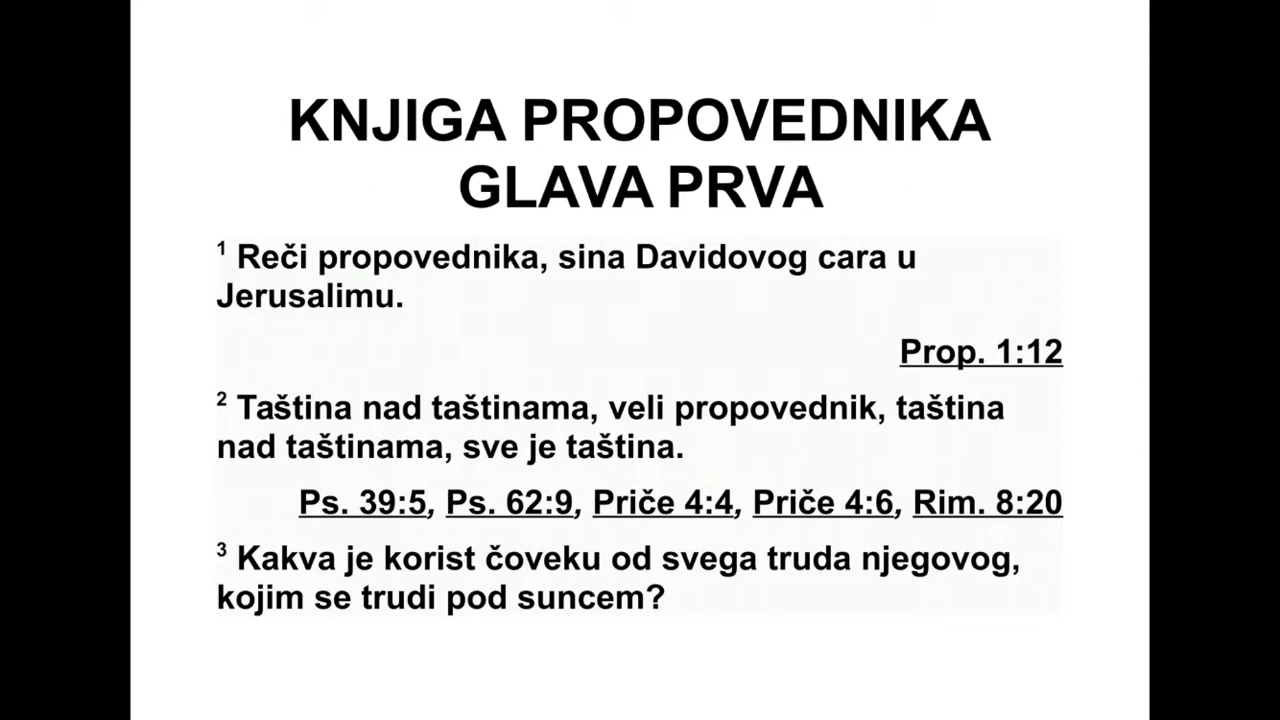 KNJIGA PROPOVEDNIKA
GLAVA PRVA
1 Reči propovednika, sina Davidovog cara u
Jerusalimu.
Prop. 1:12
2 Taština nad taštinama, veli propovednik, taština
nad taštinama, sve je taština.
Ps. 39:5, Ps. 62:9, Priče 4:4, Priče 4:6, Rim. 8:20
3 Kakva je korist čoveku od svega truda njegovog,
kojim se trudi pod suncem?